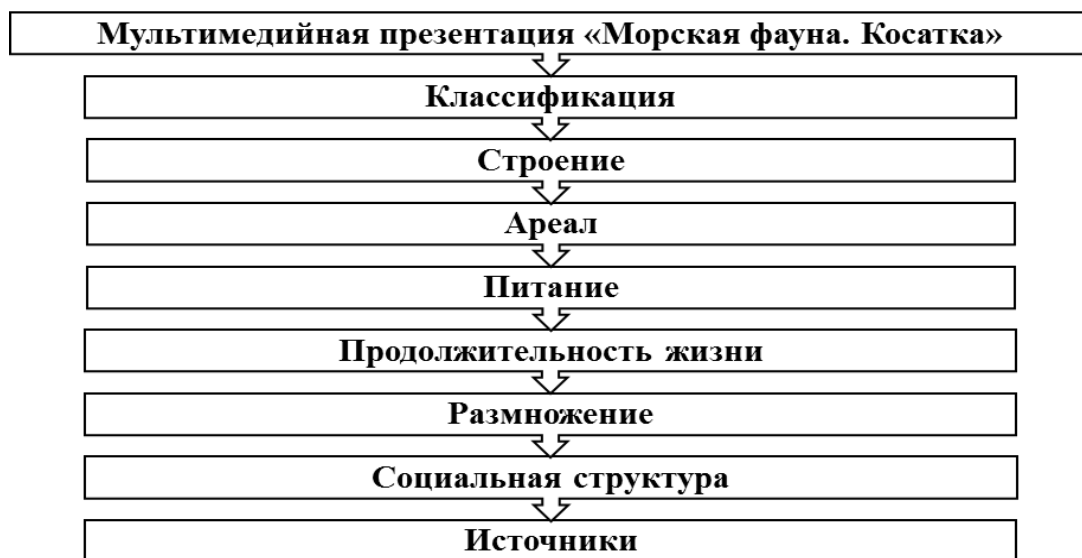 Мультимедийная презентация «Морская фауна. Косатка»
Классификация
Строение
Ареал
Питание
Продолжительность жизни
Размножение
Социальная структура
Источники